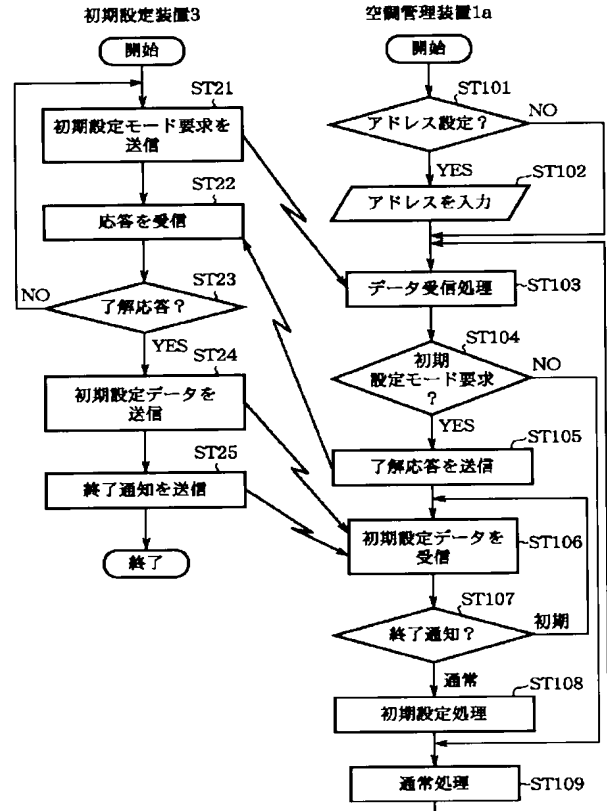 初期設定装置3
開始
ST21
初期設定モード要求を
送信
ST22
応答を受信
ST23
NO
了解応答?
YES
ST24
初期設定データを
送信
ST25
終了通知を送信
終了
空調管理装置1a
開始
ST101
アドレス設定?
NO
YES
ST102
アドレスを入力
データ受信処理
ST103
ST104
初期
設定モード要求
?
NO
YES
ST105
了解応答を送信
初期設定データを
受信
ST106
ST107
終了通知?
初期
通常
ST108
初期設定処理
通常処理
ST109